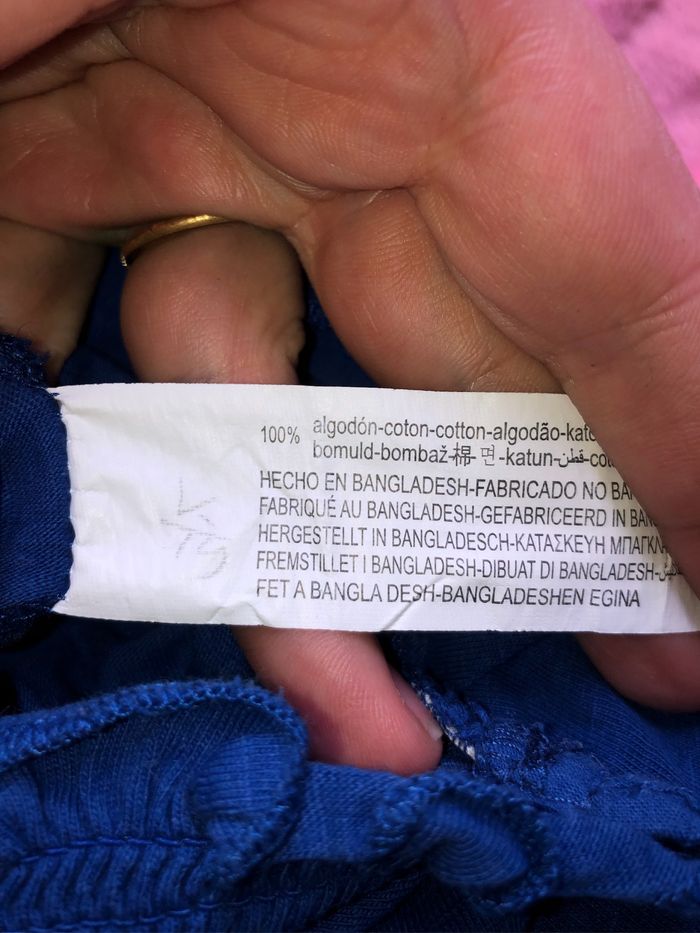 100% algodón-coton-cotton-algodão-
bomuld-bombaž-棉-면-katun-قطن-
HECHO EN BANGLADESH-FABRICADO NO
FABRIQUÉ AU BANGLADESH-GEFABRICEERD IN
HERGESTELLT IN BANGLADESCH-ΚΑΤΑΣΚΕΥΗ
FREMSTILLET I BANGLADESH-DIBUAT DI BANGLADESH-
FET A BANGLA DESH-BANGLADESHEN EGINA